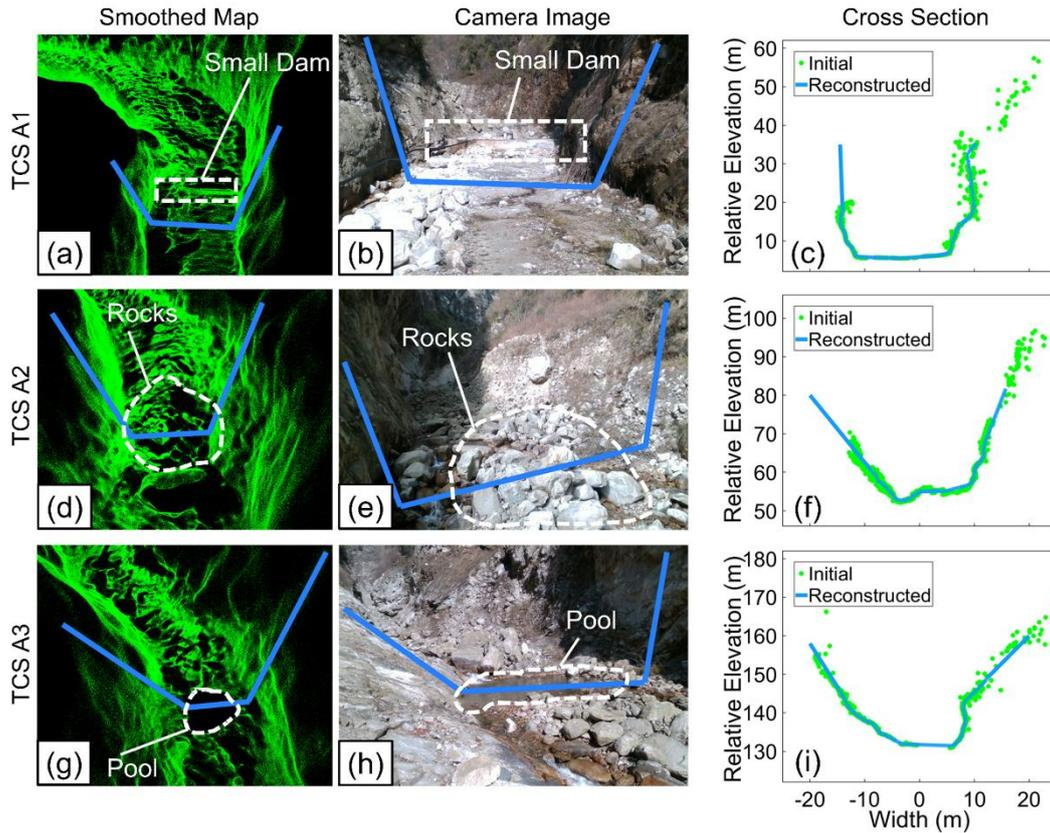 Smoothed Map
Camera Image
Cross Section
TCS A1
Small Dam
(a)
Small Dam
(b)
Relative Elevation (m)
60
50
40
30
20
10
Initial
Reconstructed
(c)
TCS A2
Rocks
(d)
Rocks
(e)
Relative Elevation (m)
100
90
80
70
60
50
Initial
Reconstructed
(f)
TCS A3
Pool
(g)
Pool
(h)
Relative Elevation (m)
180
170
160
150
140
130
Initial
Reconstructed
(i)
-20 -10 0 10 20
Width (m)